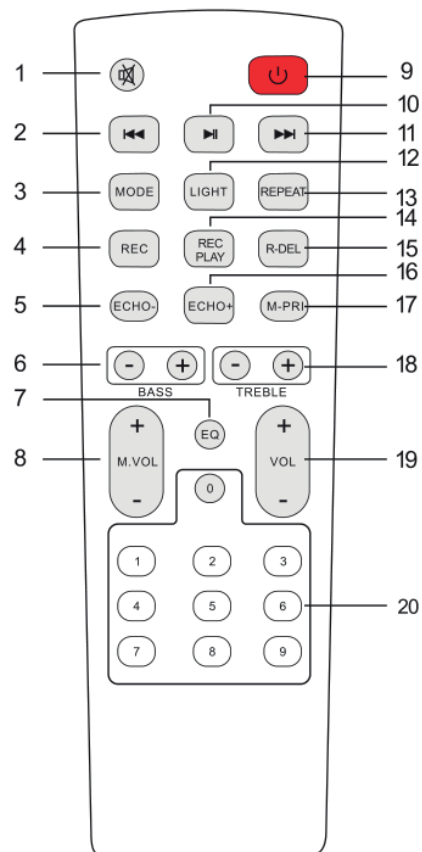 1 9
10
2 11
12
3 MODE LIGHT REPEAT 13
14
4 REC REC PLAY R-DEL 15
16
5 ECHO- ECHO+ M-PRI 17
6 - + - + 18
BASS TREBLE
7 EQ
+ +
8 M.VOL VOL 19
- -
0
1 2 3
4 5 6 20
7 8 9